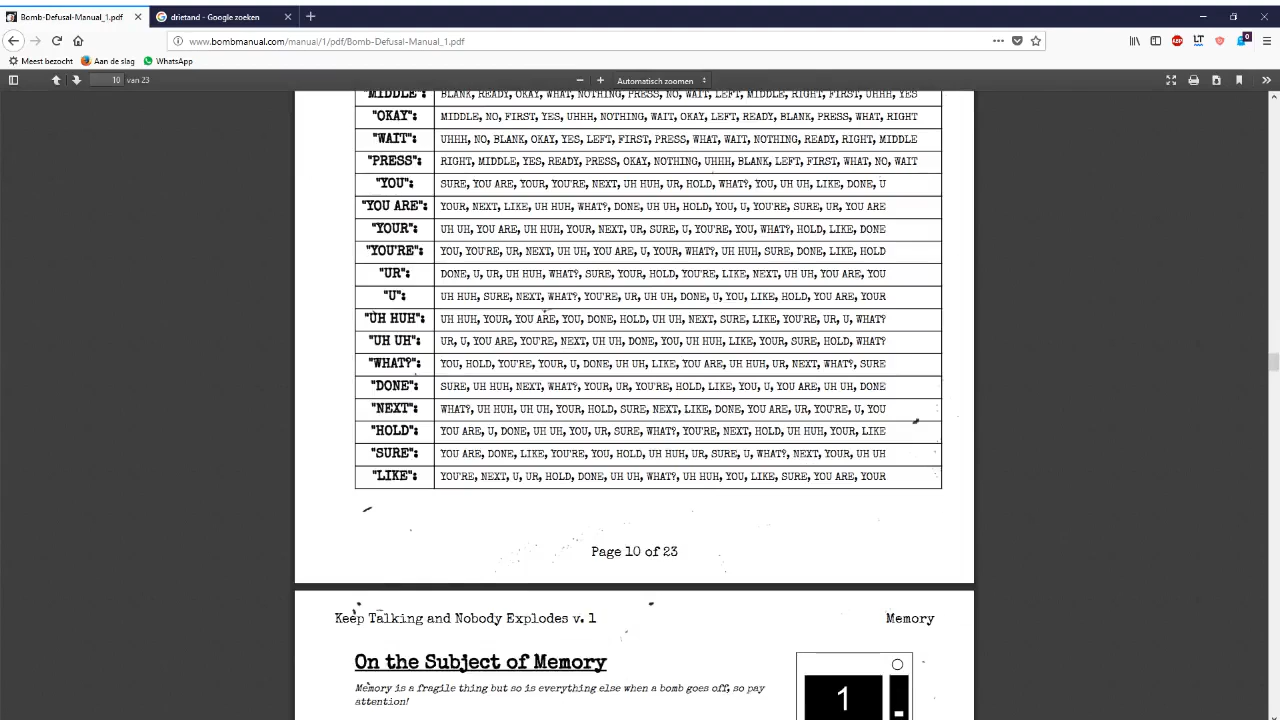 Bomb-Defusal-Manual_1.pdf
drietand - Google zoeken
www.bombmanual.com/manual/1/pdf/Bomb-Defusal-Manual_1.pdf
ABP
LT
0
Meest bezocht
Aan de slag
WhatsApp
10 van 23
Automatisch zoomen
"MIDDLE": BLANK, READY, OKAY, WHAT, NOTHING, PRESS, NO, WAIT, LEFT, MIDDLE, RIGHT, FIRST, UHHH, YES
"OKAY": MIDDLE, NO, FIRST, YES, UHHH, NOTHING, WAIT, OKAY, LEFT, READY, BLANK, PRESS, WHAT, RIGHT
"WAIT": UHHH, NO, BLANK, OKAY, YES, LEFT, FIRST, PRESS, WHAT, WAIT, NOTHING, READY, RIGHT, MIDDLE
"PRESS": RIGHT, MIDDLE, YES, READY, PRESS, OKAY, NOTHING, UHHH, BLANK, LEFT, FIRST, WHAT, NO, WAIT
"YOU": SURE, YOU ARE, YOUR, YOU'RE, NEXT, UH HUH, UR, HOLD, WHAT?, YOU, UH UH, LIKE, DONE, U
"YOU ARE": YOUR, NEXT, LIKE, UH HUH, WHAT?, DONE, UH UH, HOLD, YOU, U, YOU'RE, SURE, UR, YOU ARE
"YOUR": UH UH, YOU ARE, UH HUH, YOUR, NEXT, UR, SURE, U, YOU'RE, YOU, WHAT?, HOLD, LIKE, DONE
"YOU'RE": YOU, YOU'RE, UR, NEXT, UH UH, YOU ARE, U, YOUR, WHAT?, UH HUH, SURE, DONE, LIKE, HOLD
"UR": DONE, U, UR, UH HUH, WHAT?, SURE, YOUR, HOLD, YOU'RE, LIKE, NEXT, UH UH, YOU ARE, YOU
"U": UH HUH, SURE, NEXT, WHAT?, YOU'RE, UR, UH UH, DONE, U, YOU, LIKE, HOLD, YOU ARE, YOUR
"UH HUH": UH HUH, YOUR, YOU ARE, YOU, DONE, HOLD, UH UH, NEXT, SURE, LIKE, YOU'RE, UR, U, WHAT?
"UH UH": UR, U, YOU ARE, YOU'RE, NEXT, UH UH, DONE, YOU, UH HUH, LIKE, YOUR, SURE, HOLD, WHAT?
"WHAT?": YOU, HOLD, YOU'RE, YOUR, U, DONE, UH UH, LIKE, YOU ARE, UH HUH, UR, NEXT, WHAT?, SURE
"DONE": SURE, UH HUH, NEXT, WHAT?, YOUR, UR, YOU'RE, HOLD, LIKE, YOU, U, YOU ARE, UH UH, DONE
"NEXT": WHAT?, UH HUH, UH UH, YOUR, HOLD, SURE, NEXT, LIKE, DONE, YOU ARE, UR, YOU'RE, U, YOU
"HOLD": YOU ARE, U, DONE, UH UH, YOU, UR, SURE, WHAT?, YOU'RE, NEXT, HOLD, UH HUH, YOUR, LIKE
"SURE": YOU ARE, DONE, LIKE, YOU'RE, YOU, HOLD, UH HUH, UR, SURE, U, WHAT?, NEXT, YOUR, UH UH
"LIKE": YOU'RE, NEXT, U, UR, HOLD, DONE, UH UH, WHAT?, UH HUH, YOU, LIKE, SURE, YOU ARE, YOUR
Page 10 of 23
Keep Talking and Nobody Explodes v. 1
Memory
On the Subject of Memory
Memory is a fragile thing but so is everything else when a bomb goes off, so pay
attention!
1